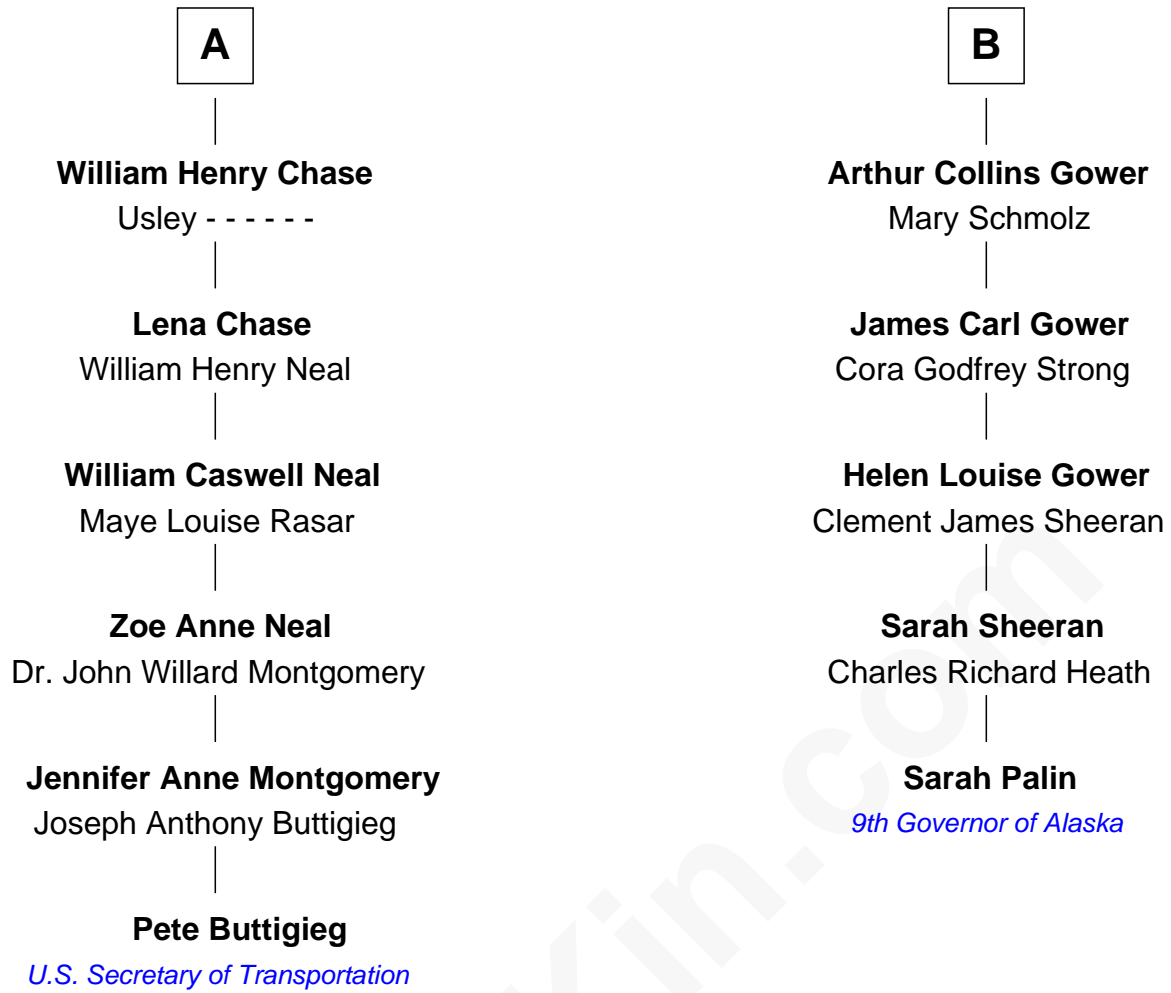 A
William Henry Chase
Usley - - - - - -
Lena Chase
William Henry Neal
William Caswell Neal
Maye Louise Rasar
Zoe Anne Neal
Dr. John Willard Montgomery
Jennifer Anne Montgomery
Joseph Anthony Buttigieg
Pete Buttigieg
U.S. Secretary of Transportation
B
Arthur Collins Gower
Mary Schmolz
James Carl Gower
Cora Godfrey Strong
Helen Louise Gower
Clement James Sheeran
Sarah Sheeran
Charles Richard Heath
Sarah Palin
9th Governor of Alaska
kin.com